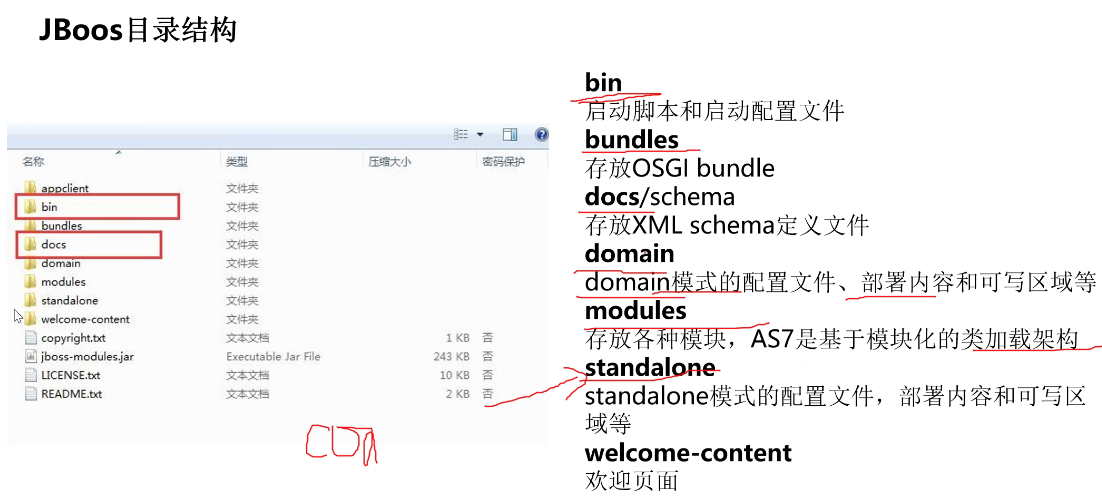 JBoos目录结构
名称 类型 压缩大小 密码保护
appclient 文件夹
bin 文件夹
bundles 文件夹
docs 文件夹
domain 文件夹
modules 文件夹
standalone 文件夹
welcome-content 文件夹
copyright.txt 文本文档 1 KB 否
jboss-modules.jar Executable Jar File 243 KB 否
LICENSE.txt 文本文档 10 KB 否
README.txt 文本文档 2 KB 否
bin
启动脚本和启动配置文件
bundles
存放OSGI bundle
docs/schema
存放XML schema定义文件
domain
domain模式的配置文件、部署内容和可写区域等
modules
存放各种模块，AS7是基于模块化的类加载架构
standalone
standalone模式的配置文件，部署内容和可写区
域等
welcome-content
欢迎页面